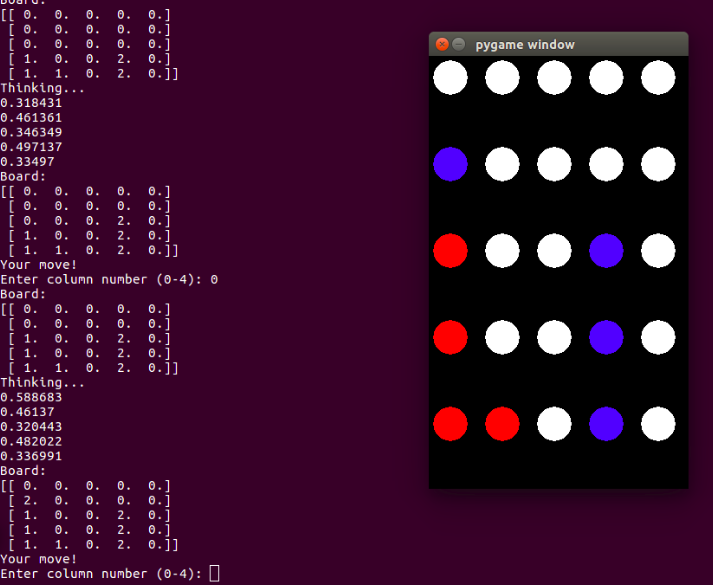 Board:
[[ 0.  0.  0.  0.  0.]
 [ 0.  0.  0.  0.  0.]
 [ 0.  0.  0.  0.  0.]
 [ 1.  0.  0.  2.  0.]
 [ 1.  1.  0.  2.  0.]]
Thinking...
0.318431
0.461361
0.346349
0.497137
0.33497
Board:
[[ 0.  0.  0.  0.  0.]
 [ 0.  0.  0.  0.  0.]
 [ 0.  0.  0.  2.  0.]
 [ 1.  0.  0.  2.  0.]
 [ 1.  1.  0.  2.  0.]]
Your move!
Enter column number (0-4): 0
Board:
[[ 0.  0.  0.  0.  0.]
 [ 0.  0.  0.  0.  0.]
 [ 1.  0.  0.  2.  0.]
 [ 1.  0.  0.  2.  0.]
 [ 1.  1.  0.  2.  0.]]
Thinking...
0.588683
0.46137
0.320443
0.482022
0.336991
Board:
[[ 0.  0.  0.  0.  0.]
 [ 2.  0.  0.  0.  0.]
 [ 1.  0.  0.  2.  0.]
 [ 1.  0.  0.  2.  0.]
 [ 1.  1.  0.  2.  0.]]
Your move!
Enter column number (0-4):
pygame window